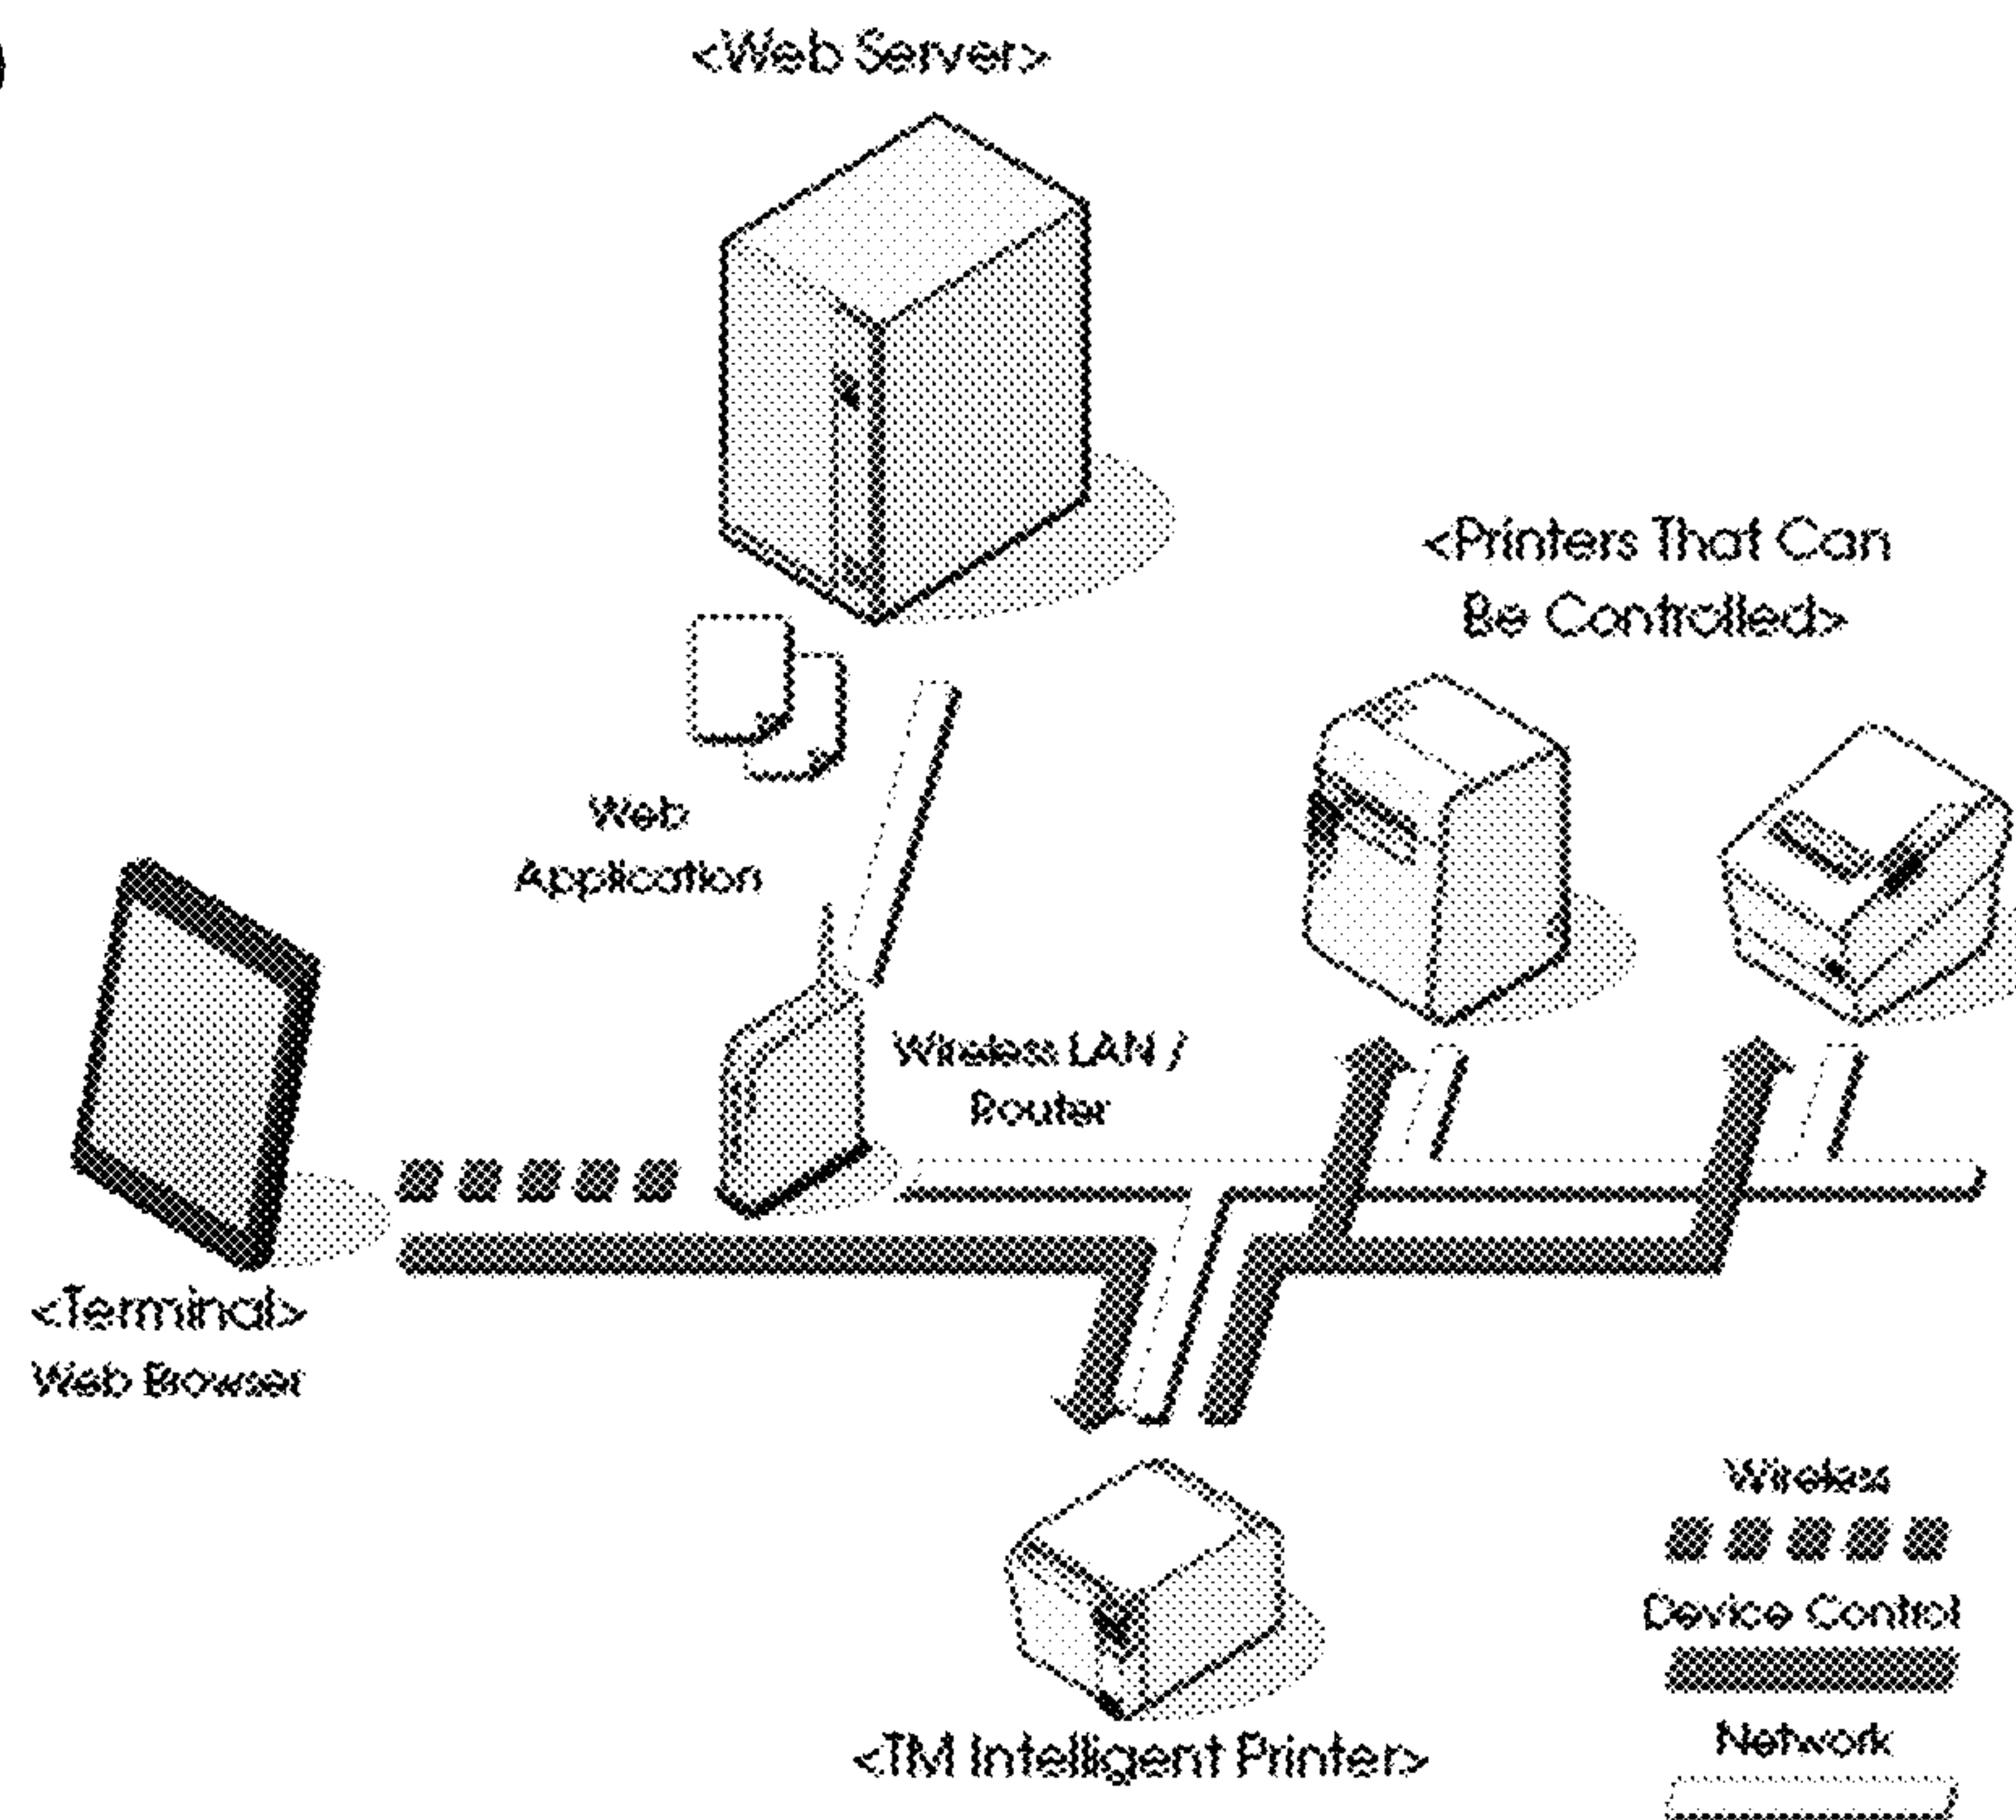 )
<Web Server>
<Printers That Can
Be Controlled>
Web
Application
Wireless LAN /
Router
<Terminal>
Web Browser
<TM Intelligent Printer>
Wireless
Device Control
Network